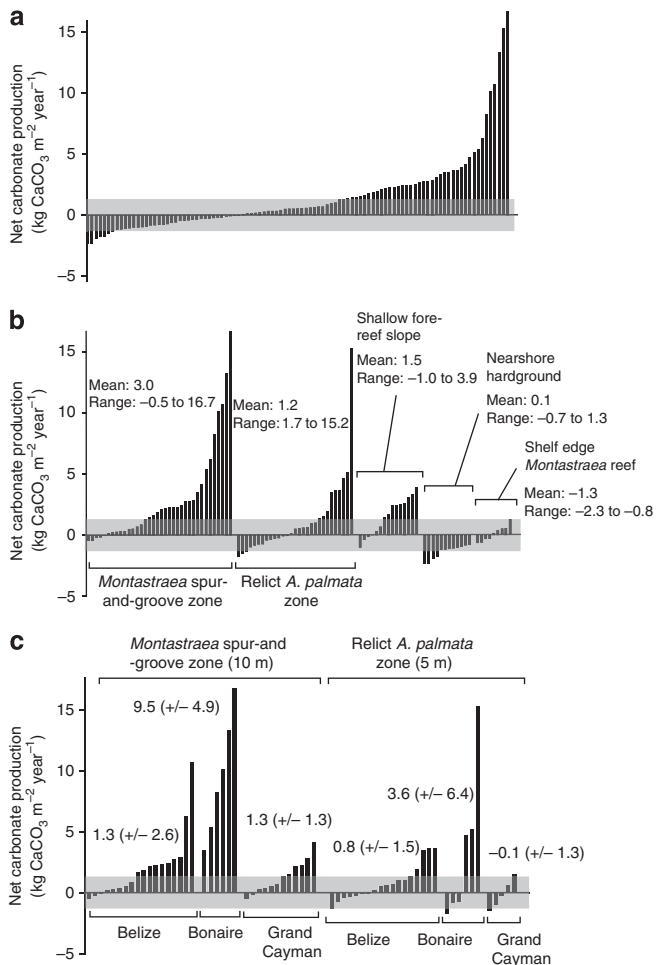 a
Net carbonate production
(kg CaCO₃ m⁻² year⁻¹)
15
10
5
0
–5
b
Net carbonate production
(kg CaCO₃ m⁻² year⁻¹)
15
10
5
0
–5
Mean: 3.0
Range: –0.5 to 16.7
Mean: 1.2
Range: 1.7 to 15.2
Shallow fore-
reef slope
Mean: 1.5
Range: –1.0 to 3.9
Nearshore
hardground
Mean: 0.1
Range: –0.7 to 1.3
Shelf edge
Montastraea reef
Mean: –1.3
Range: –2.3 to –0.8
Montastraea spur-
and-groove zone
Relict A. palmata
zone
c
Montastraea spur-and
-groove zone (10 m)
Relict A. palmata
zone (5 m)
Net carbonate production
(kg CaCO₃ m⁻² year⁻¹)
15
10
5
0
–5
1.3 (+/– 2.6)
9.5 (+/– 4.9)
1.3 (+/– 1.3)
0.8 (+/– 1.5)
3.6 (+/– 6.4)
–0.1 (+/– 1.3)
Belize
Bonaire
Grand
Cayman
Belize
Bonaire
Grand
Cayman